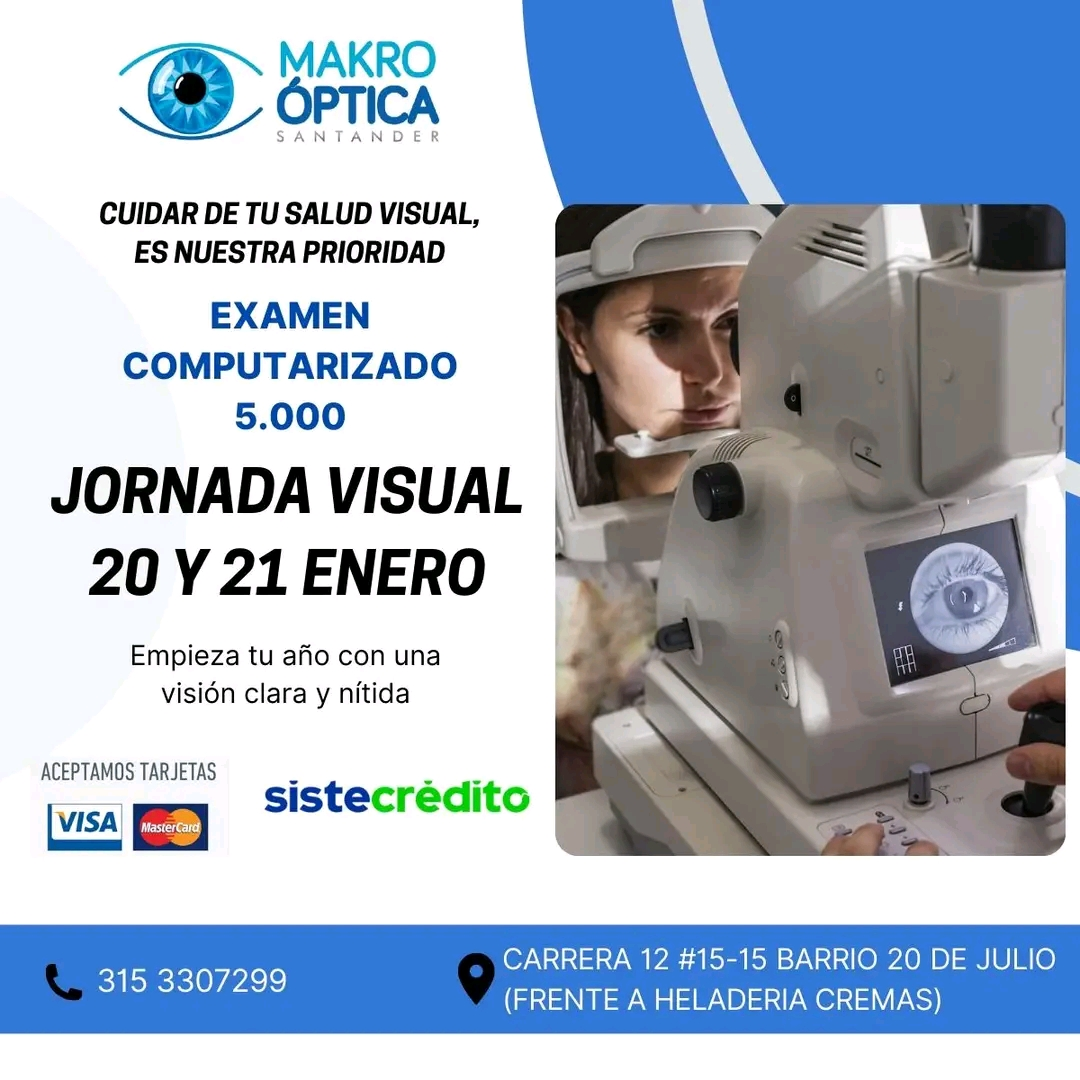 MAKRO
ÓPTICA
SANTANDER
CUIDAR DE TU SALUD VISUAL,
ES NUESTRA PRIORIDAD
EXAMEN
COMPUTARIZADO
5.000
JORNADA VISUAL
20 Y 21 ENERO
Empieza tu año con una
visión clara y nítida
ACEPTAMOS TARJETAS
VISA
MasterCard
sistecrédito
315 3307299
CARRERA 12 #15-15 BARRIO 20 DE JULIO
(FRENTE A HELADERIA CREMAS)